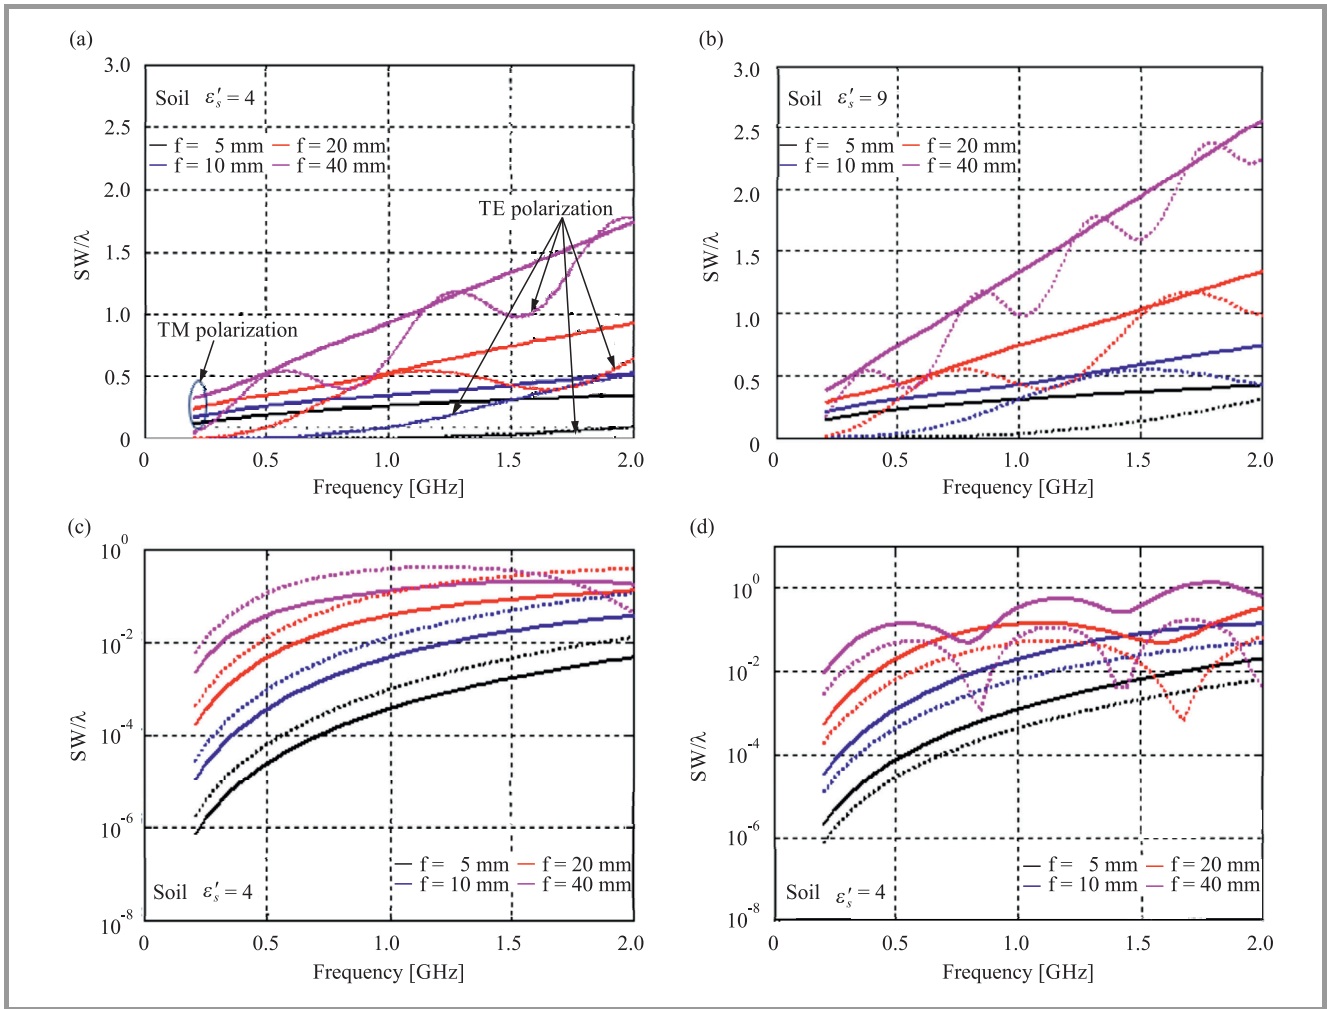 (a)
3.0
2.5
2.0
1.5
1.0
0.5
0
SW/λ
Soil ε′s = 4
f = 5 mm f = 20 mm
f = 10 mm f = 40 mm
TE polarization
TM polarization
0 0.5 1.0 1.5 2.0
Frequency [GHz]
(b)
3.0
2.5
2.0
1.5
1.0
0.5
0
SW/λ
Soil ε′s = 9
f = 5 mm f = 20 mm
f = 10 mm f = 40 mm
0 0.5 1.0 1.5 2.0
Frequency [GHz]
(c)
10^0
10^-2
10^-4
10^-6
10^-8
SW/λ
f = 5 mm f = 20 mm
f = 10 mm f = 40 mm
Soil ε′s = 4
0 0.5 1.0 1.5 2.0
Frequency [GHz]
(d)
10^0
10^-2
10^-4
10^-6
10^-8
SW/λ
f = 5 mm f = 20 mm
f = 10 mm f = 40 mm
Soil ε′s = 4
0 0.5 1.0 1.5 2.0
Frequency [GHz]